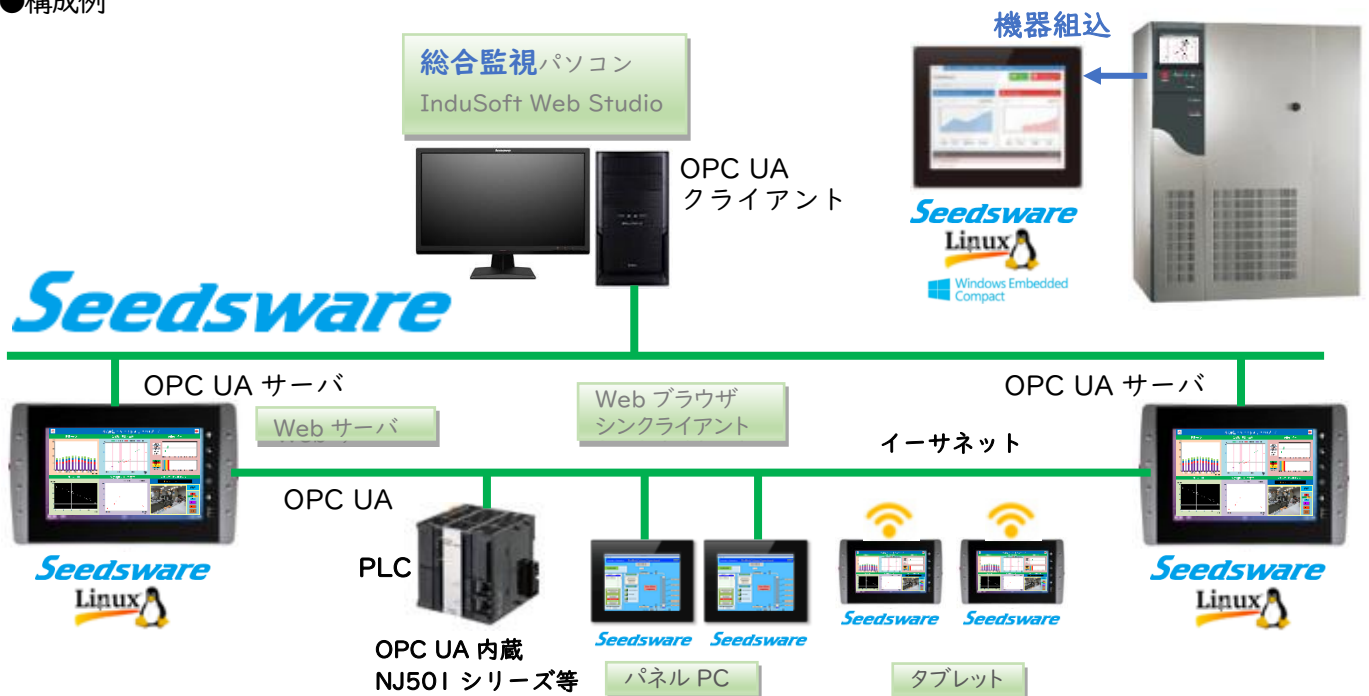 ●構成例
機器組込
総合監視パソコン
InduSoft Web Studio
OPC UA
クライアント
Seedsware
Linux
Windows Embedded
Compact
Seedsware
OPC UA サーバ
OPC UA サーバ
Web サーバ
Web ブラウザ
シンクライアント
イーサネット
OPC UA
PLC
Seedsware
Linux
Seedsware
Seedsware
Seedsware
Seedsware
Seedsware
Linux
OPC UA 内蔵
NJ501 シリーズ等
パネル PC
タブレット